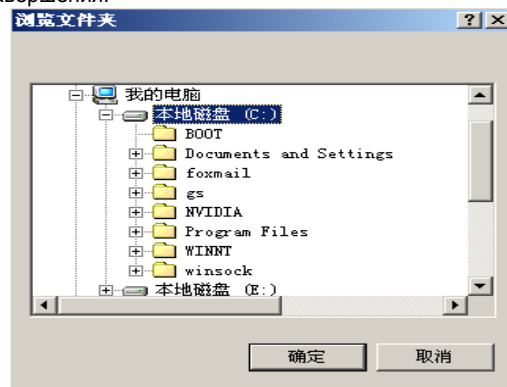 авершения.
浏览文件夹
我的电脑
本地磁盘 (C:)
BOOT
Documents and Settings
foxmail
gs
NVIDIA
Program Files
WINNT
winsock
本地磁盘 (E:)
确定 取消